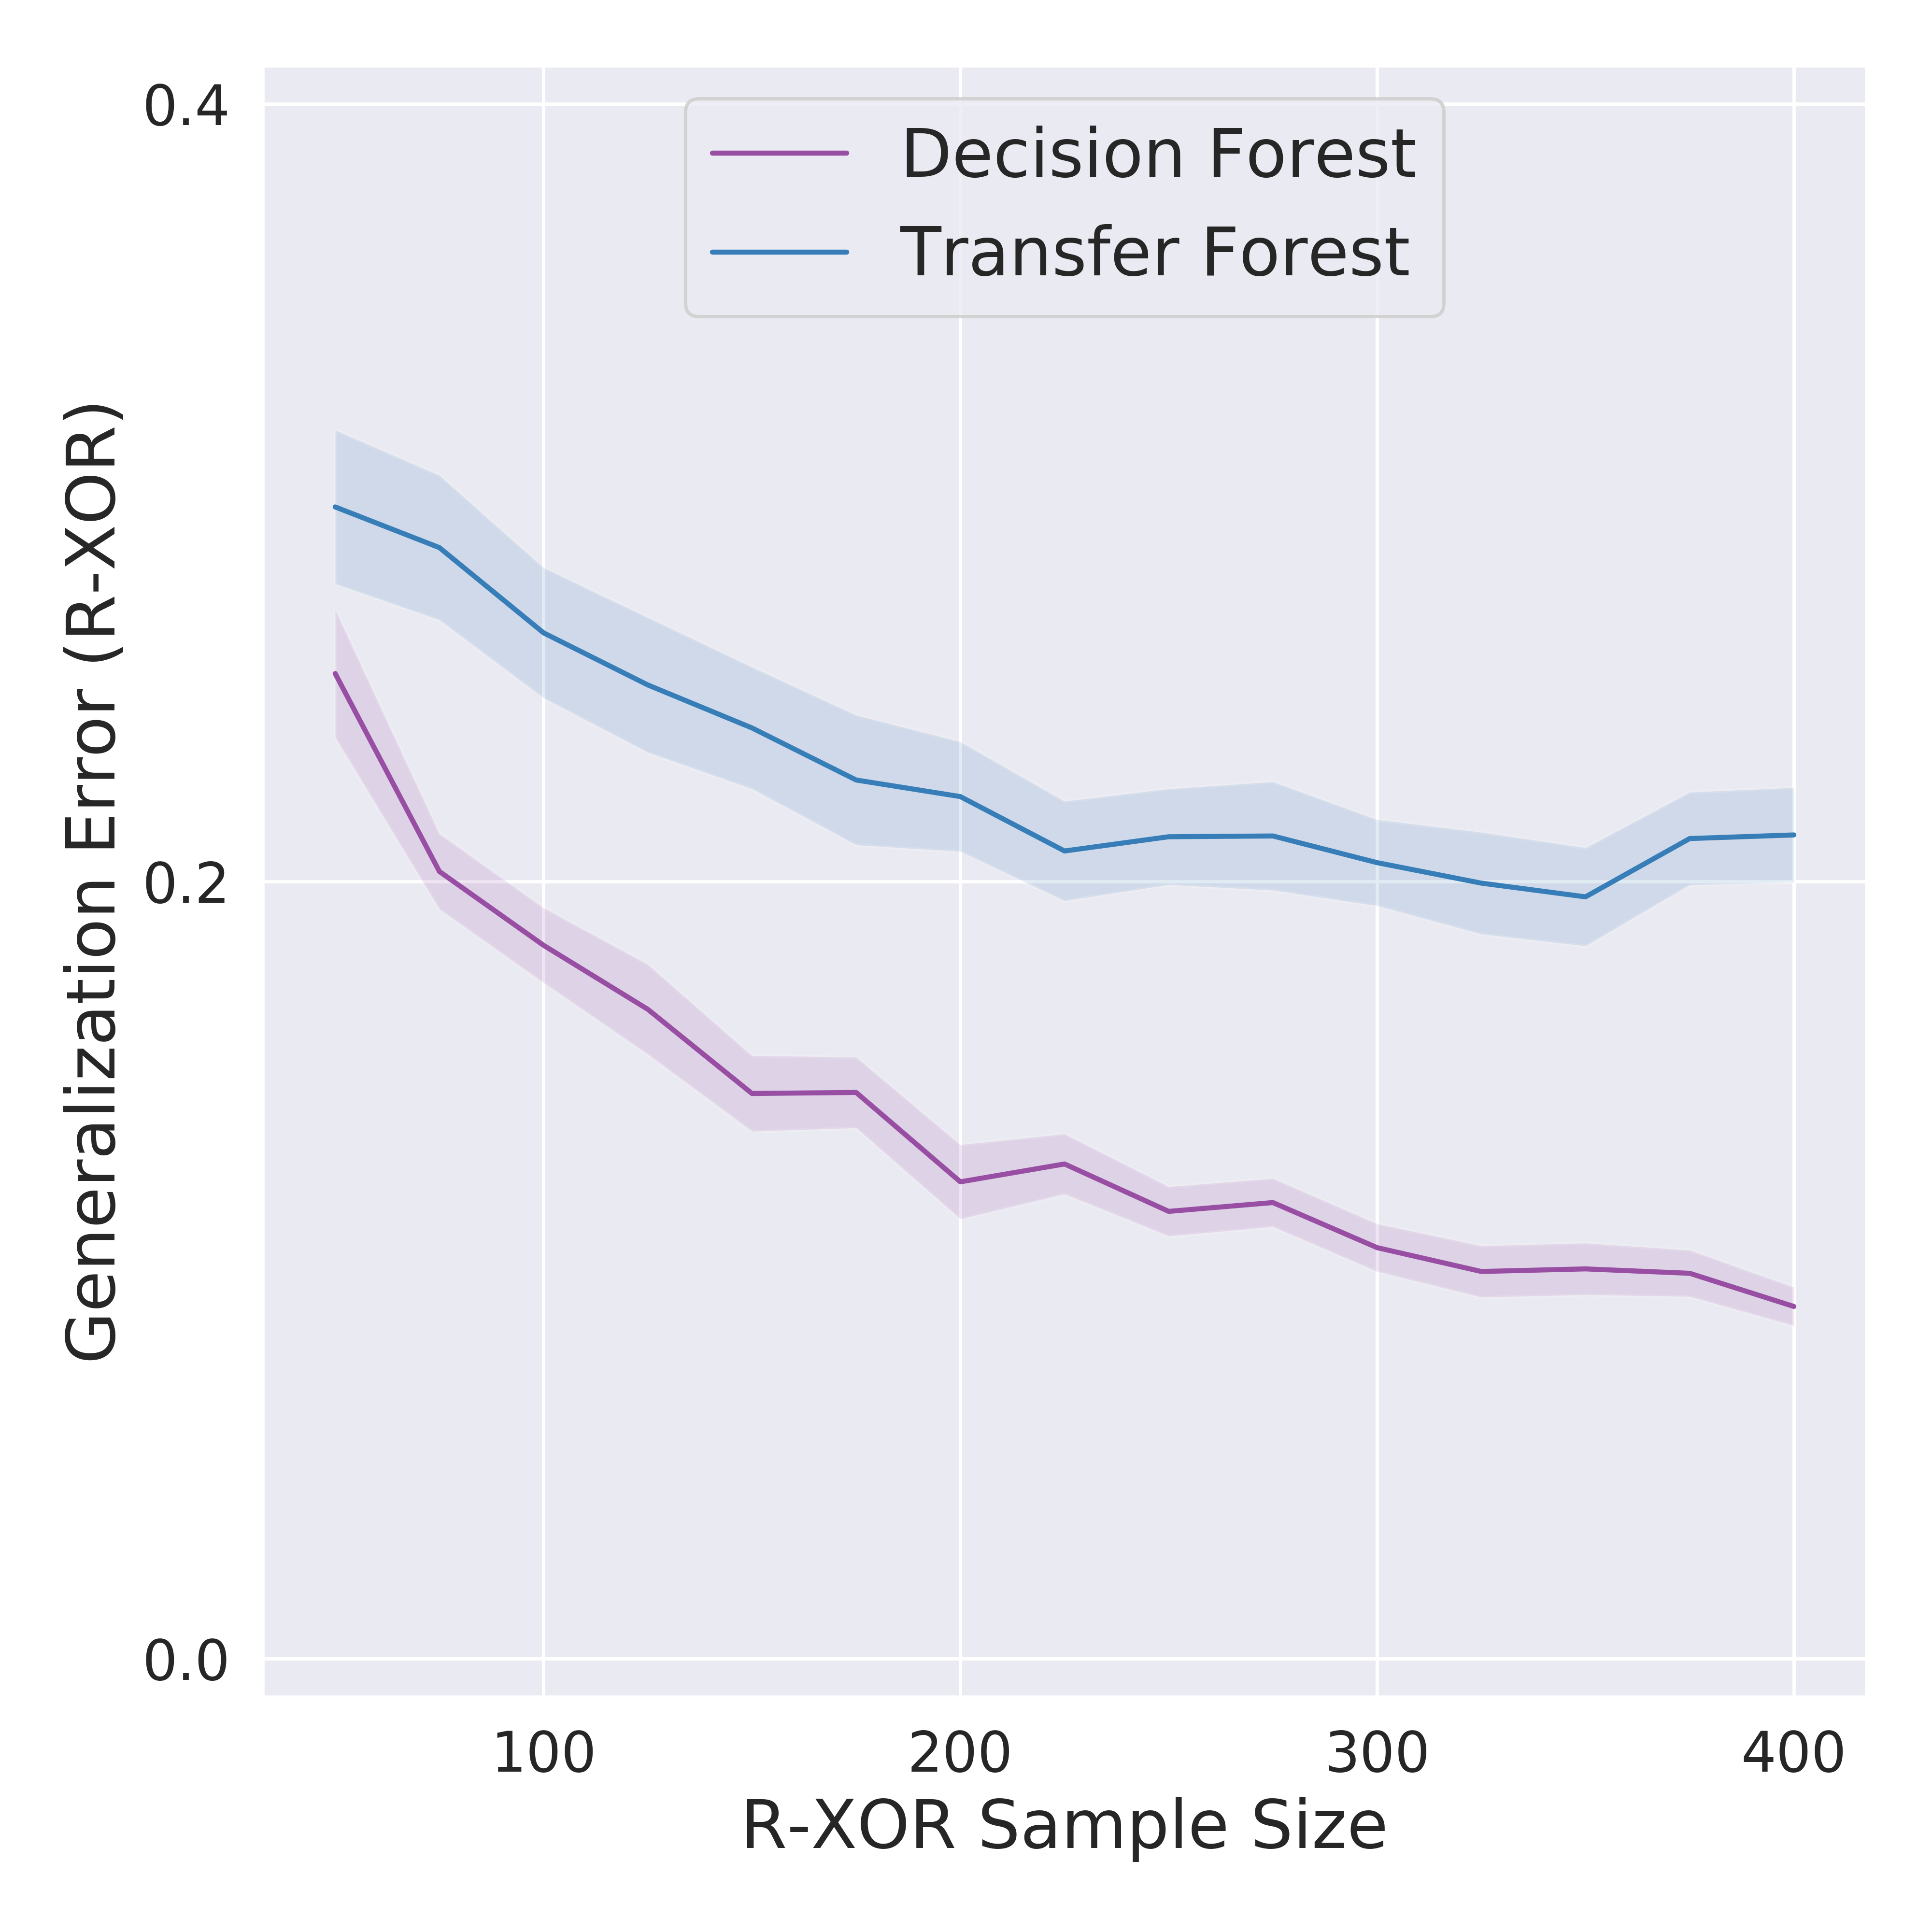 Decision Forest
Transfer Forest
Generalization Error (R-XOR)
0.4
0.2
0.0
100 200 300 400
R-XOR Sample Size